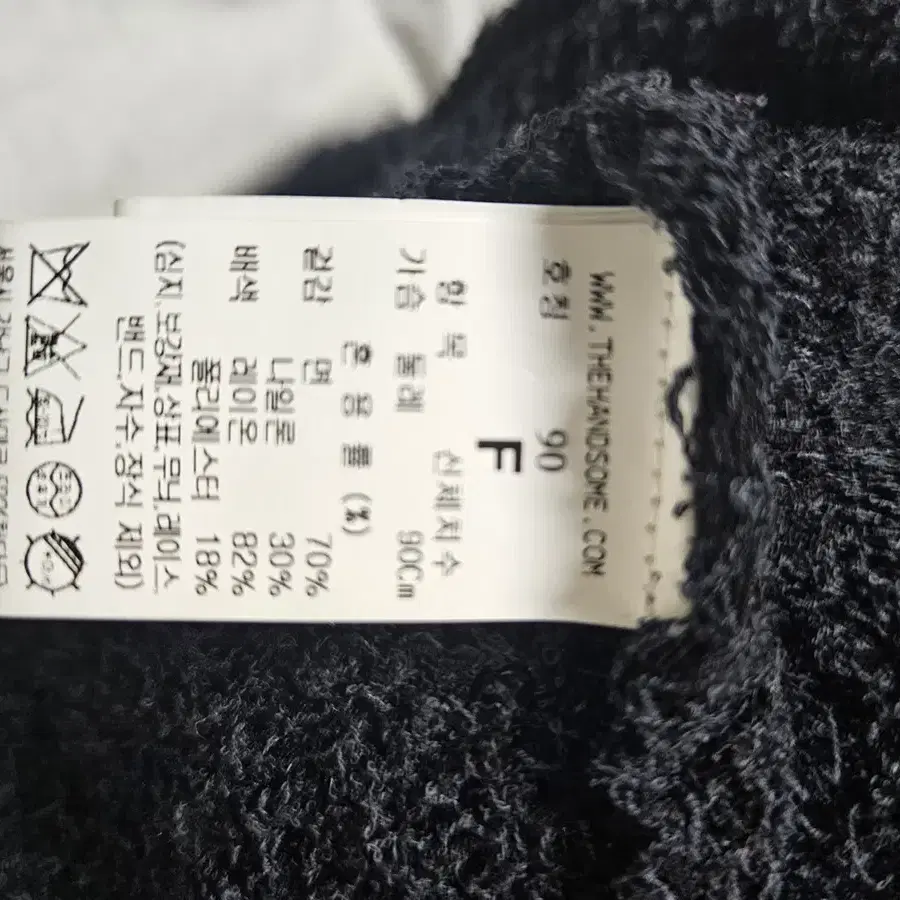 WWW.THEHANDSOME.COM
호칭 90
F
항 목 신체치수
가슴 둘레 90Cm
혼 용 률 (%)
겉감 면 70%
나일론 30%
배색 레이온 82%
폴리에스터 18%
(심지.보강재.상표.무늬.레이스
밴드.자수.장식 제외)